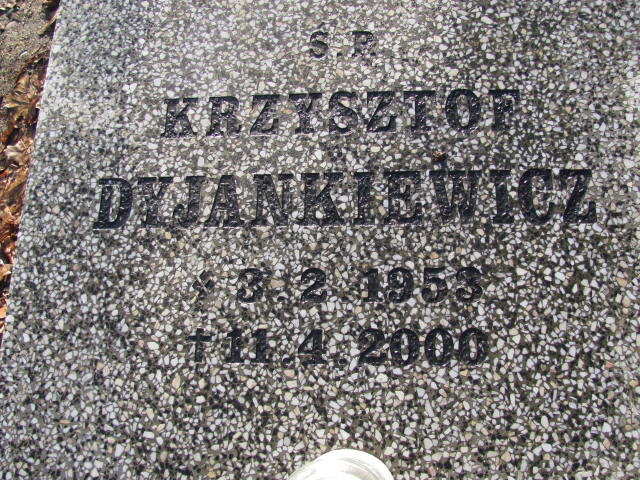 Ś.P.
KRZYSZTOF
DYJANKIEWICZ
* 3.2.1953
† 11.4.2000